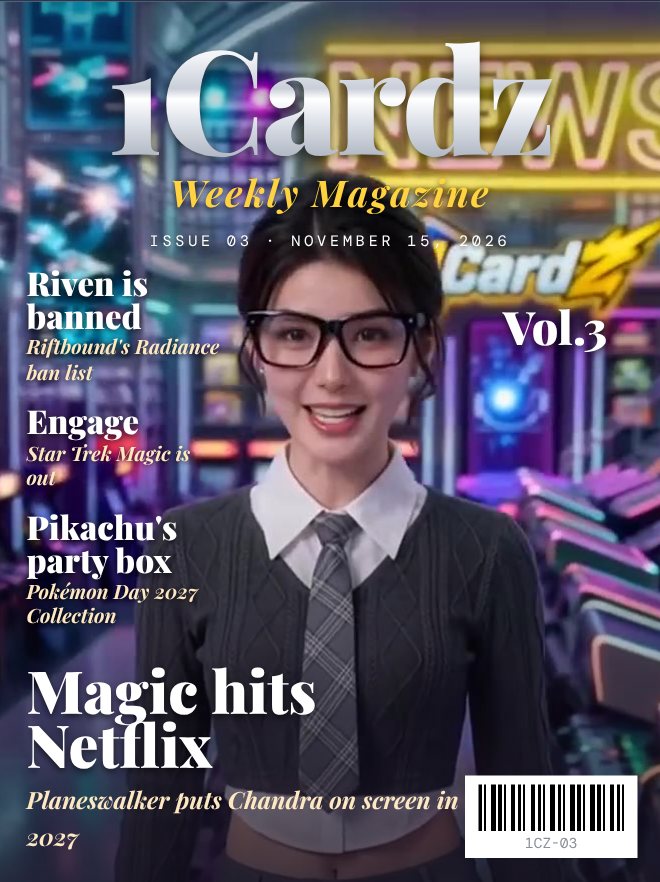 NEWS
1Cardz
Weekly Magazine
ISSUE 03 · NOVEMBER 15, 2026
CardZ
Riven is
banned
Riftbound's Radiance
ban list
Vol.3
Engage
Star Trek Magic is
out
Pikachu's
party box
Pokémon Day 2027
Collection
Magic hits
Netflix
Planeswalker puts Chandra on screen in
2027
1CZ-03